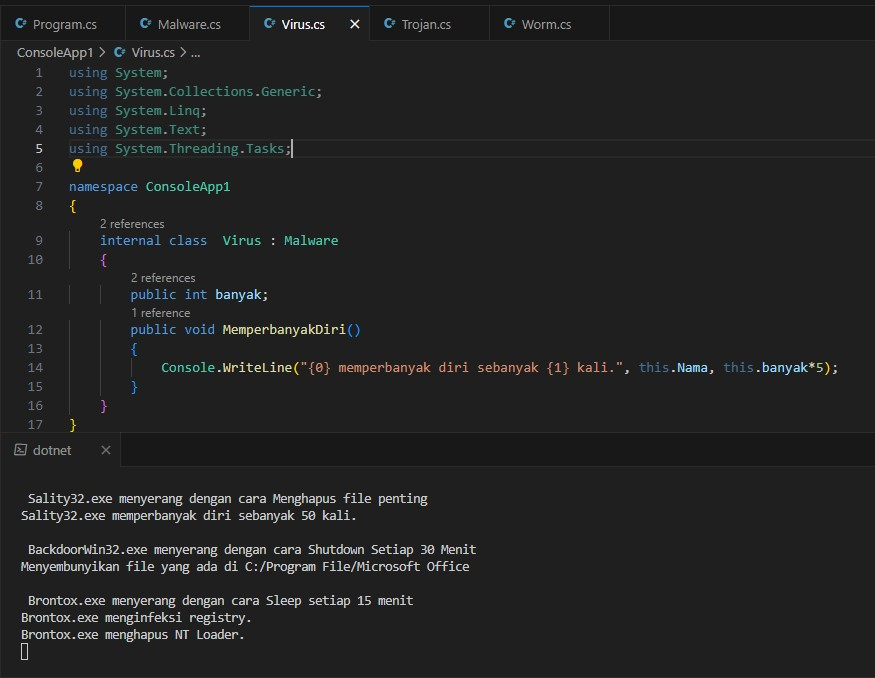 Program.cs Malware.cs Virus.cs Trojan.cs Worm.cs
ConsoleApp1 > Virus.cs > ...
1 using System;
2 using System.Collections.Generic;
3 using System.Linq;
4 using System.Text;
5 using System.Threading.Tasks;
6
7 namespace ConsoleApp1
8 {
2 references
9 internal class  Virus : Malware
10 {
2 references
11 public int banyak;
1 reference
12 public void MemperbanyakDiri()
13 {
14 Console.WriteLine("{0} memperbanyak diri sebanyak {1} kali.", this.Nama, this.banyak*5);
15 }
16 }
17 }
dotnet
Sality32.exe menyerang dengan cara Menghapus file penting
Sality32.exe memperbanyak diri sebanyak 50 kali.
BackdoorWin32.exe menyerang dengan cara Shutdown Setiap 30 Menit
Menyembunyikan file yang ada di C:/Program File/Microsoft Office
Brontox.exe menyerang dengan cara Sleep setiap 15 menit
Brontox.exe menginfeksi registry.
Brontox.exe menghapus NT Loader.